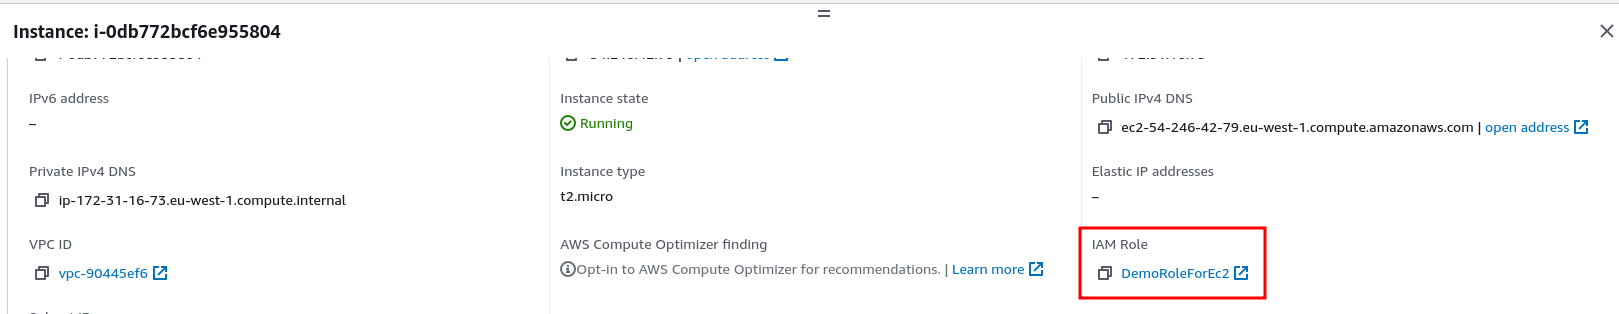 Instance: i-0db772bcf6e955804
open address
IPv6 address
–
Instance state
Running
Public IPv4 DNS
ec2-54-246-42-79.eu-west-1.compute.amazonaws.com | open address
Private IPv4 DNS
ip-172-31-16-73.eu-west-1.compute.internal
Instance type
t2.micro
Elastic IP addresses
–
VPC ID
vpc-90445ef6
AWS Compute Optimizer finding
Opt-in to AWS Compute Optimizer for recommendations. | Learn more
IAM Role
DemoRoleForEc2